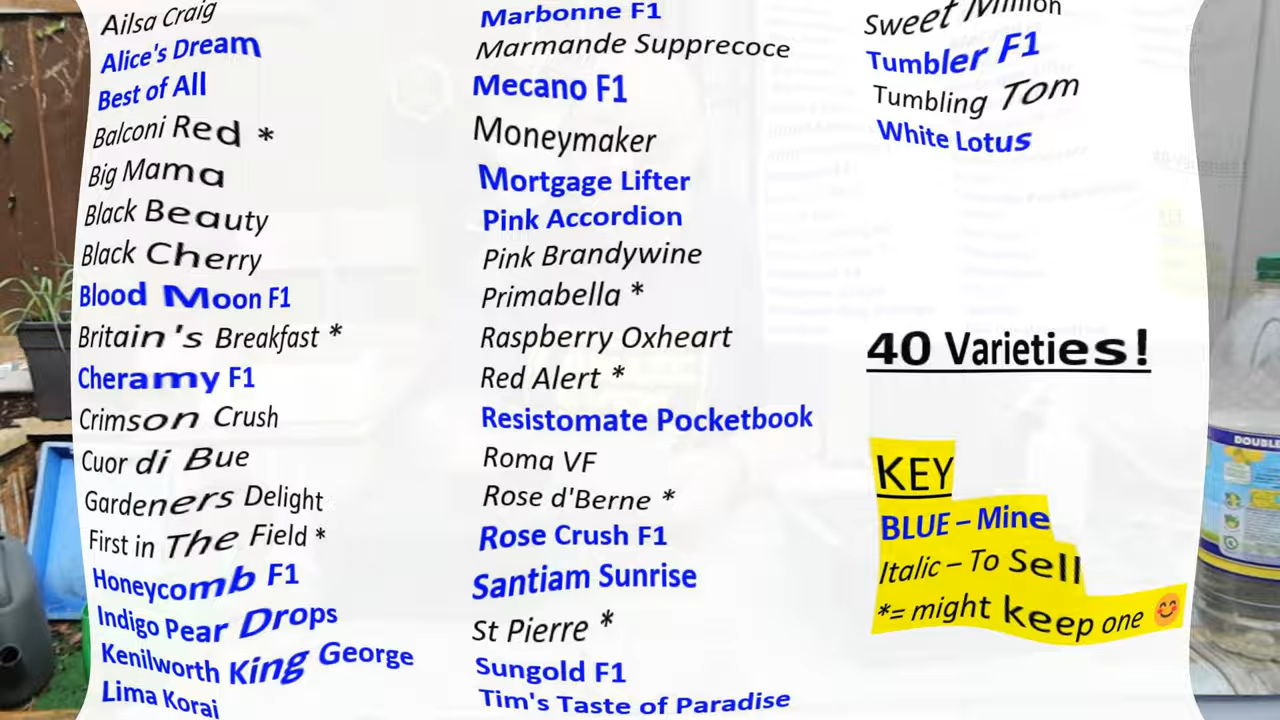 Ailsa Craig
Alice's Dream
Best of All
Balconi Red *
Big Mama
Black Beauty
Black Cherry
Blood Moon F1
Britain's Breakfast *
Cheramy F1
Crimson Crush
Cuor di Bue
Gardeners Delight
First in The Field *
Honeycomb F1
Indigo Pear Drops
Kenilworth King George
Lima Korai
Marbonne F1
Marmande Supprecoce
Mecano F1
Moneymaker
Mortgage Lifter
Pink Accordion
Pink Brandywine
Primabella *
Raspberry Oxheart
Red Alert *
Resistomate Pocketbook
Roma VF
Rose d'Berne *
Rose Crush F1
Santiam Sunrise
St Pierre *
Sungold F1
Tim's Taste of Paradise
Sweet Million
Tumbler F1
Tumbling Tom
White Lotus
40 Varieties!
KEY
BLUE – Mine
Italic – To Sell
*= might keep one 😊
DOUBLE